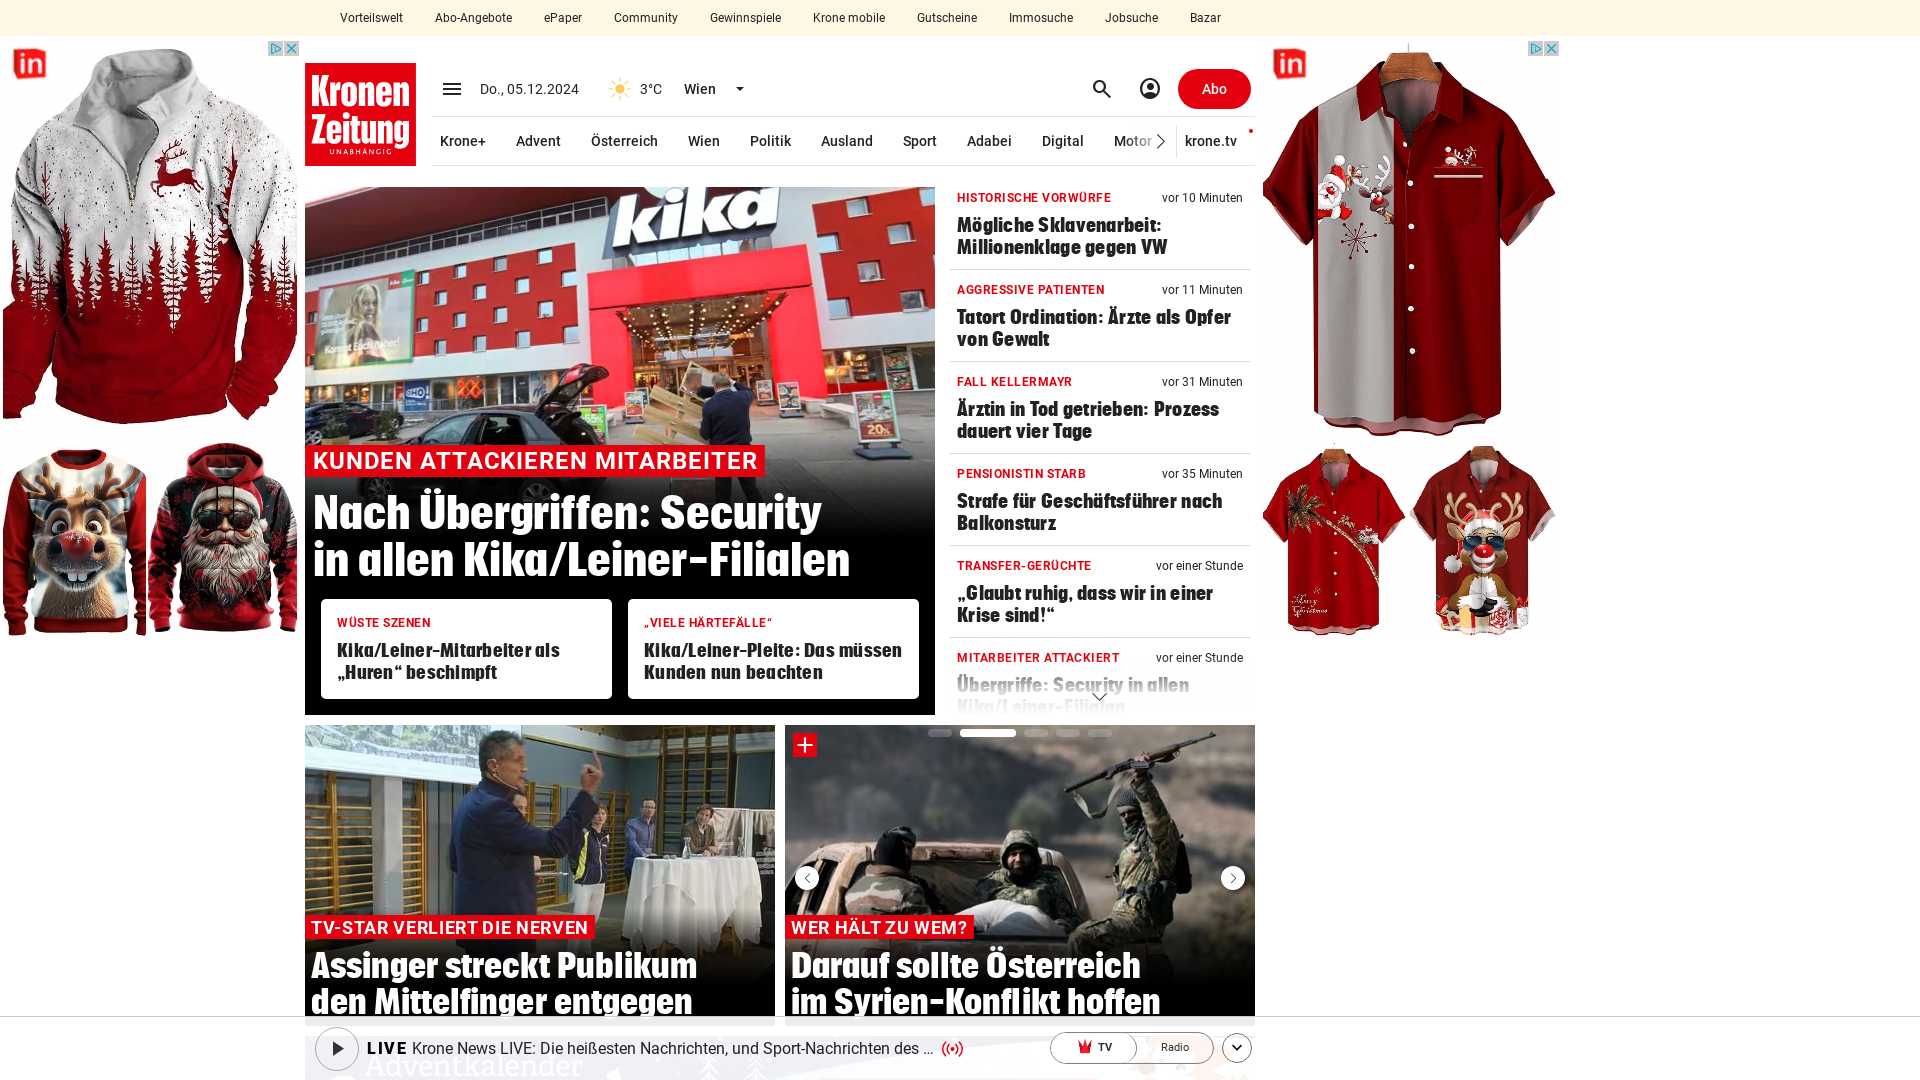 Vorteilswelt Abo-Angebote ePaper Community Gewinnspiele Krone mobile Gutscheine Immosuche Jobsuche Bazar
in
in
Kronen
Zeitung
UNABHÄNGIG
Do., 05.12.2024 3°C Wien
Abo
Krone+ Advent Österreich Wien Politik Ausland Sport Adabei Digital Motor krone.tv
kika
20%
KUNDEN ATTACKIEREN MITARBEITER
Nach Übergriffen: Security
in allen Kika/Leiner-Filialen
WÜSTE SZENEN
Kika/Leiner-Mitarbeiter als
„Huren“ beschimpft
„VIELE HÄRTEFÄLLE“
Kika/Leiner-Pleite: Das müssen
Kunden nun beachten
HISTORISCHE VORWÜRFE vor 10 Minuten
Mögliche Sklavenarbeit:
Millionenklage gegen VW
AGGRESSIVE PATIENTEN vor 11 Minuten
Tatort Ordination: Ärzte als Opfer
von Gewalt
FALL KELLERMAYR vor 31 Minuten
Ärztin in Tod getrieben: Prozess
dauert vier Tage
PENSIONISTIN STARB vor 35 Minuten
Strafe für Geschäftsführer nach
Balkonsturz
TRANSFER-GERÜCHTE vor einer Stunde
„Glaubt ruhig, dass wir in einer
Krise sind!“
MITARBEITER ATTACKIERT vor einer Stunde
Übergriffe: Security in allen
Kika/Leiner-Filialen
Merry
Christmas
TV-STAR VERLIERT DIE NERVEN
Assinger streckt Publikum
den Mittelfinger entgegen
WER HÄLT ZU WEM?
Darauf sollte Österreich
im Syrien-Konflikt hoffen
LIVE Krone News LIVE: Die heißesten Nachrichten, und Sport-Nachrichten des ...
TV Radio
Adventkalender